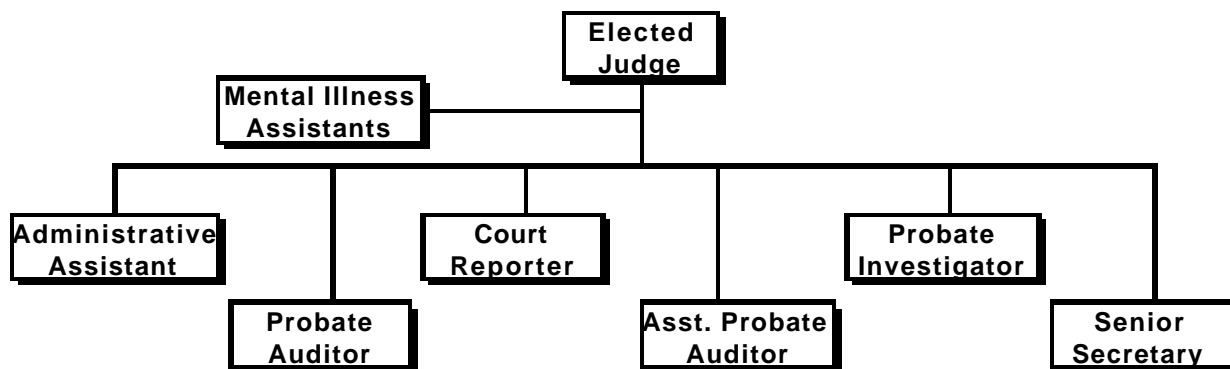 Elected
Judge
Mental Illness
Assistants
Administrative
Assistant
Court
Reporter
Probate
Investigator
Probate
Auditor
Asst. Probate
Auditor
Senior
Secretary